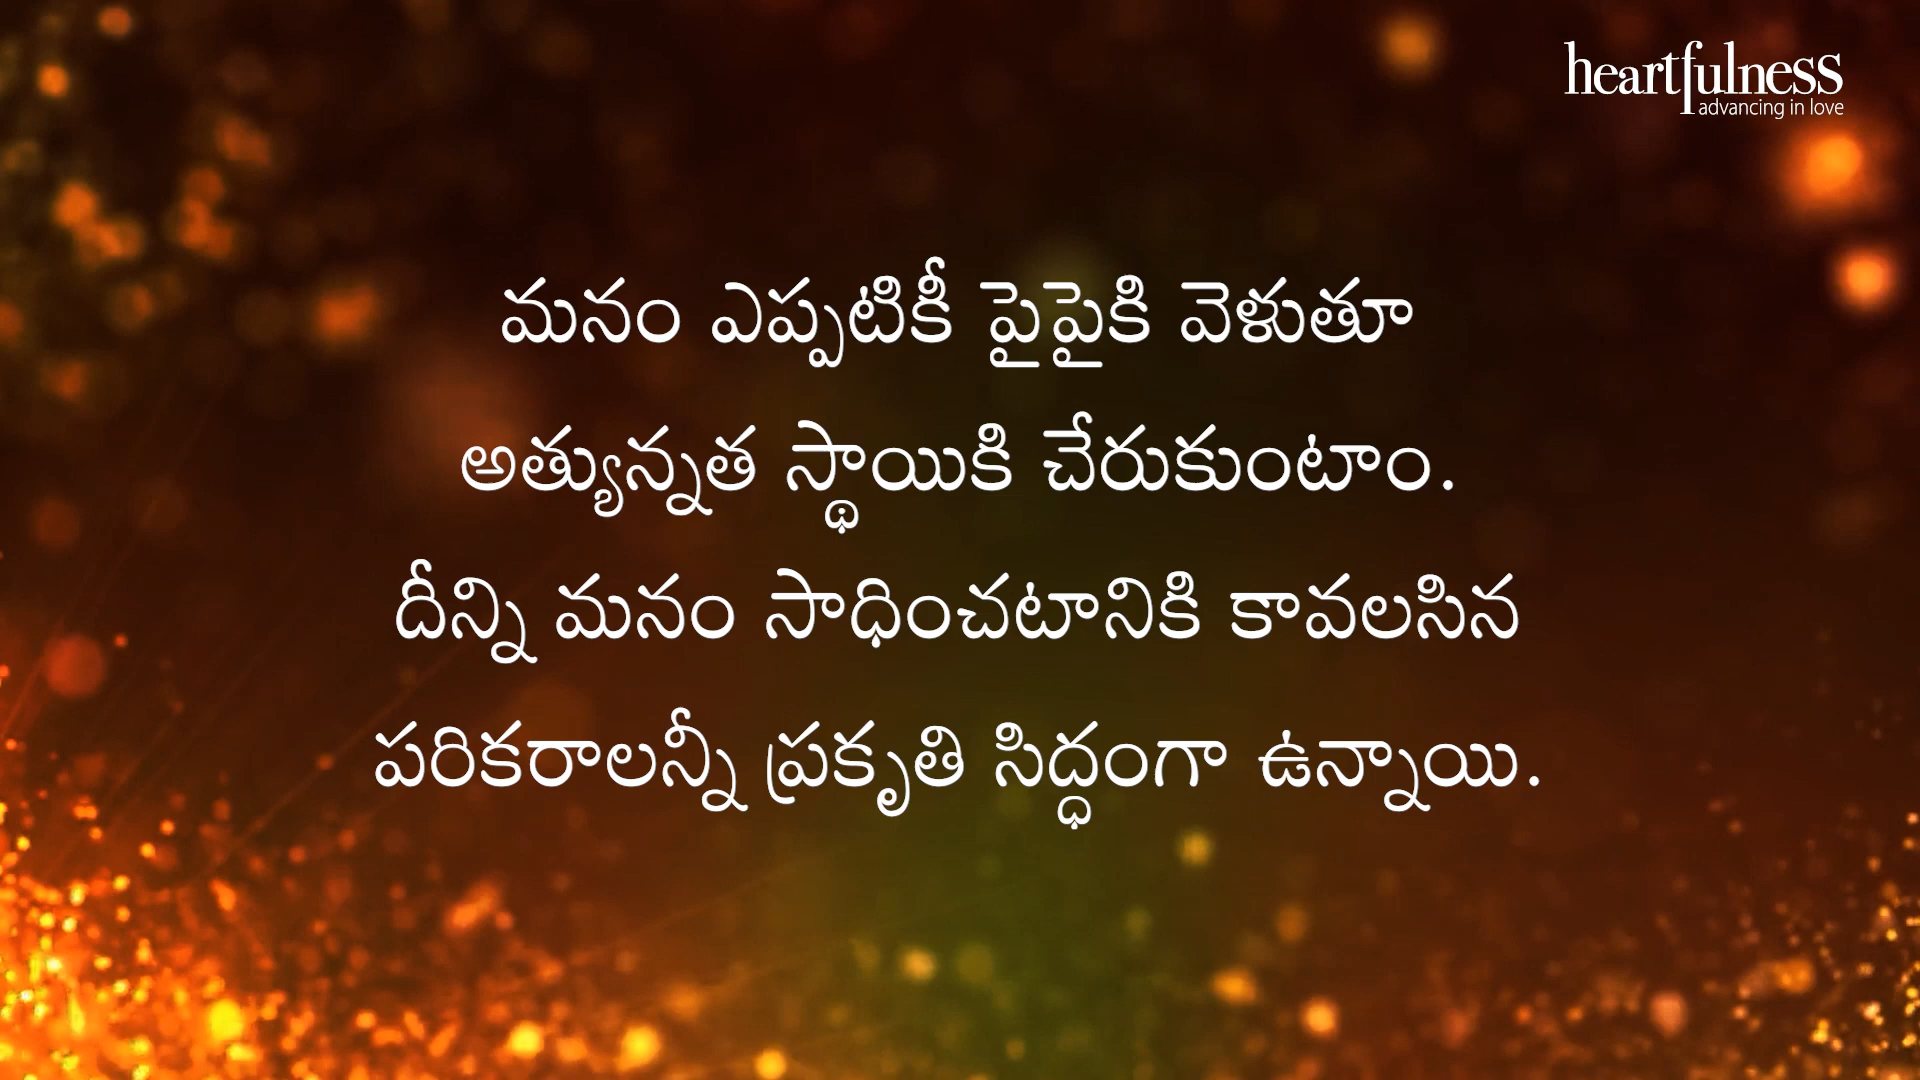 heartfulness
advancing in love
మనం ఎప్పటికీ పైపైకి వెళుతూ
అత్యున్నత స్థాయికి చేరుకుంటాం.
దీన్ని మనం సాధించటానికి కావలసిన
పరికరాలన్నీ ప్రకృతి సిద్ధంగా ఉన్నాయి.